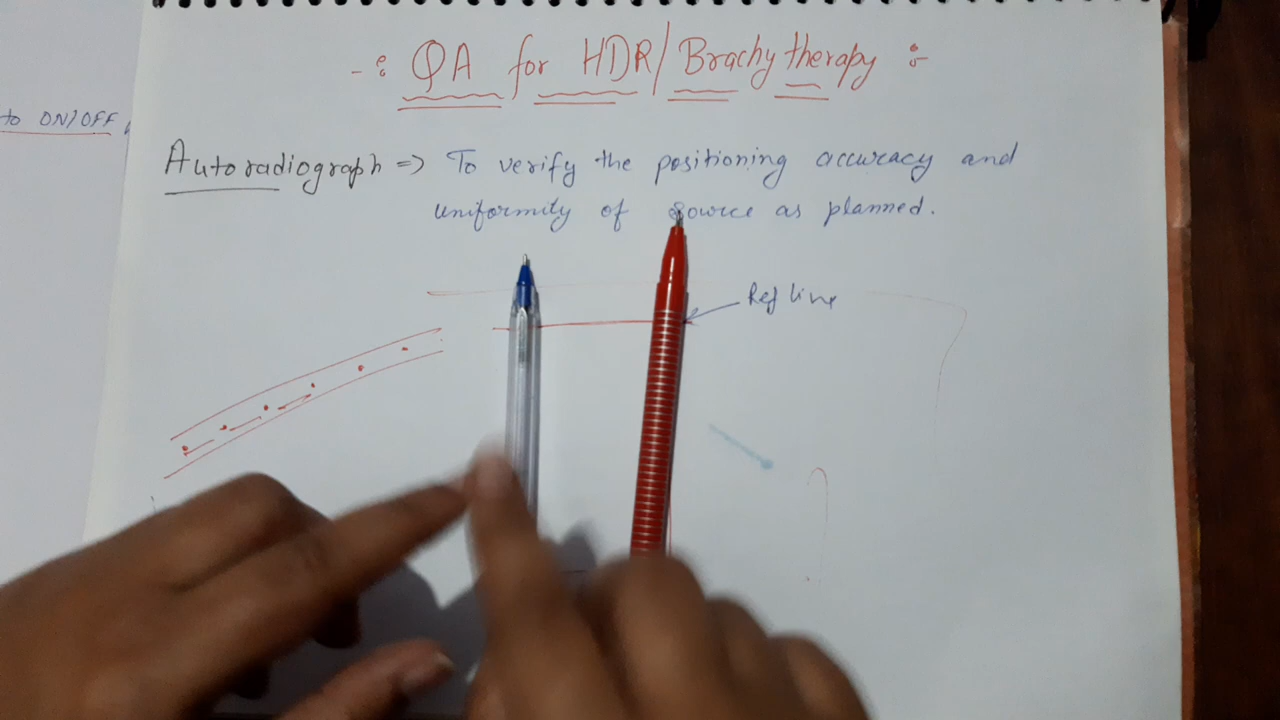 -: QA for HDR/Brachytherapy :-
to ON/OFF
Autoradiograph => To verify the positioning accuracy and
uniformity of source as planned.
Ref line